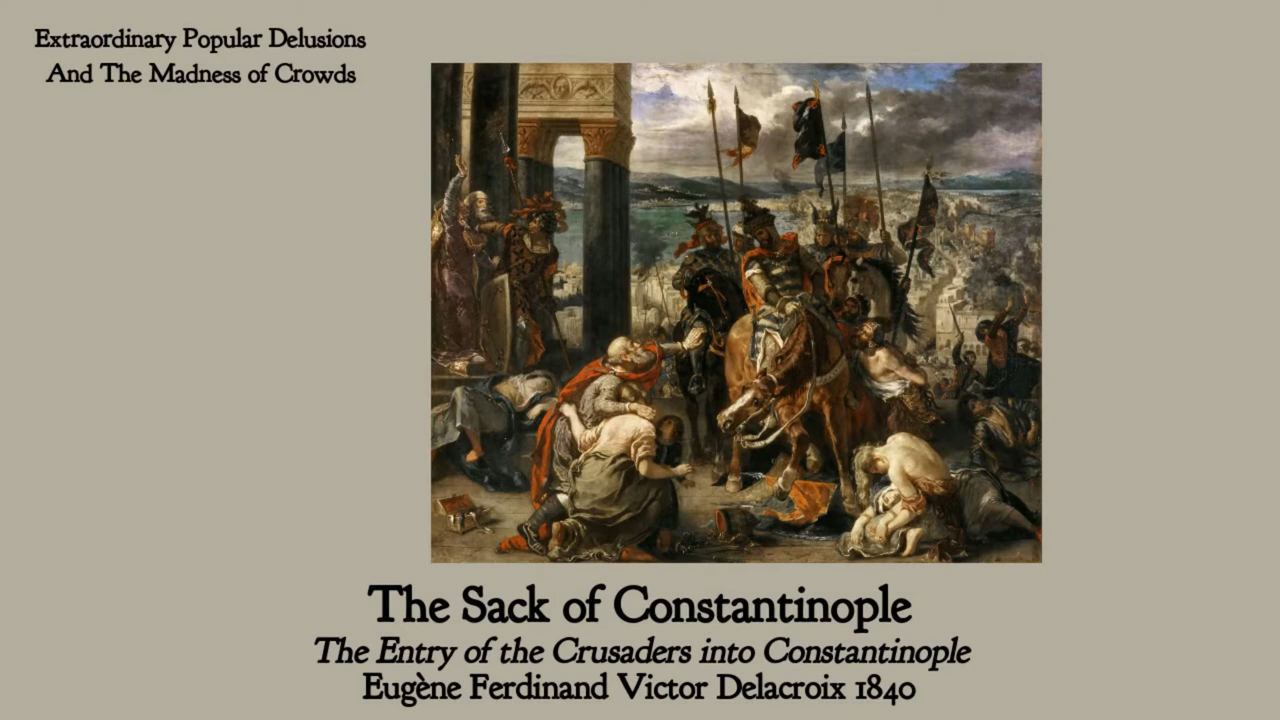 Extraordinary Popular Delusions
And The Madness of Crowds
The Sack of Constantinople
The Entry of the Crusaders into Constantinople
Eugène Ferdinand Victor Delacroix 1840